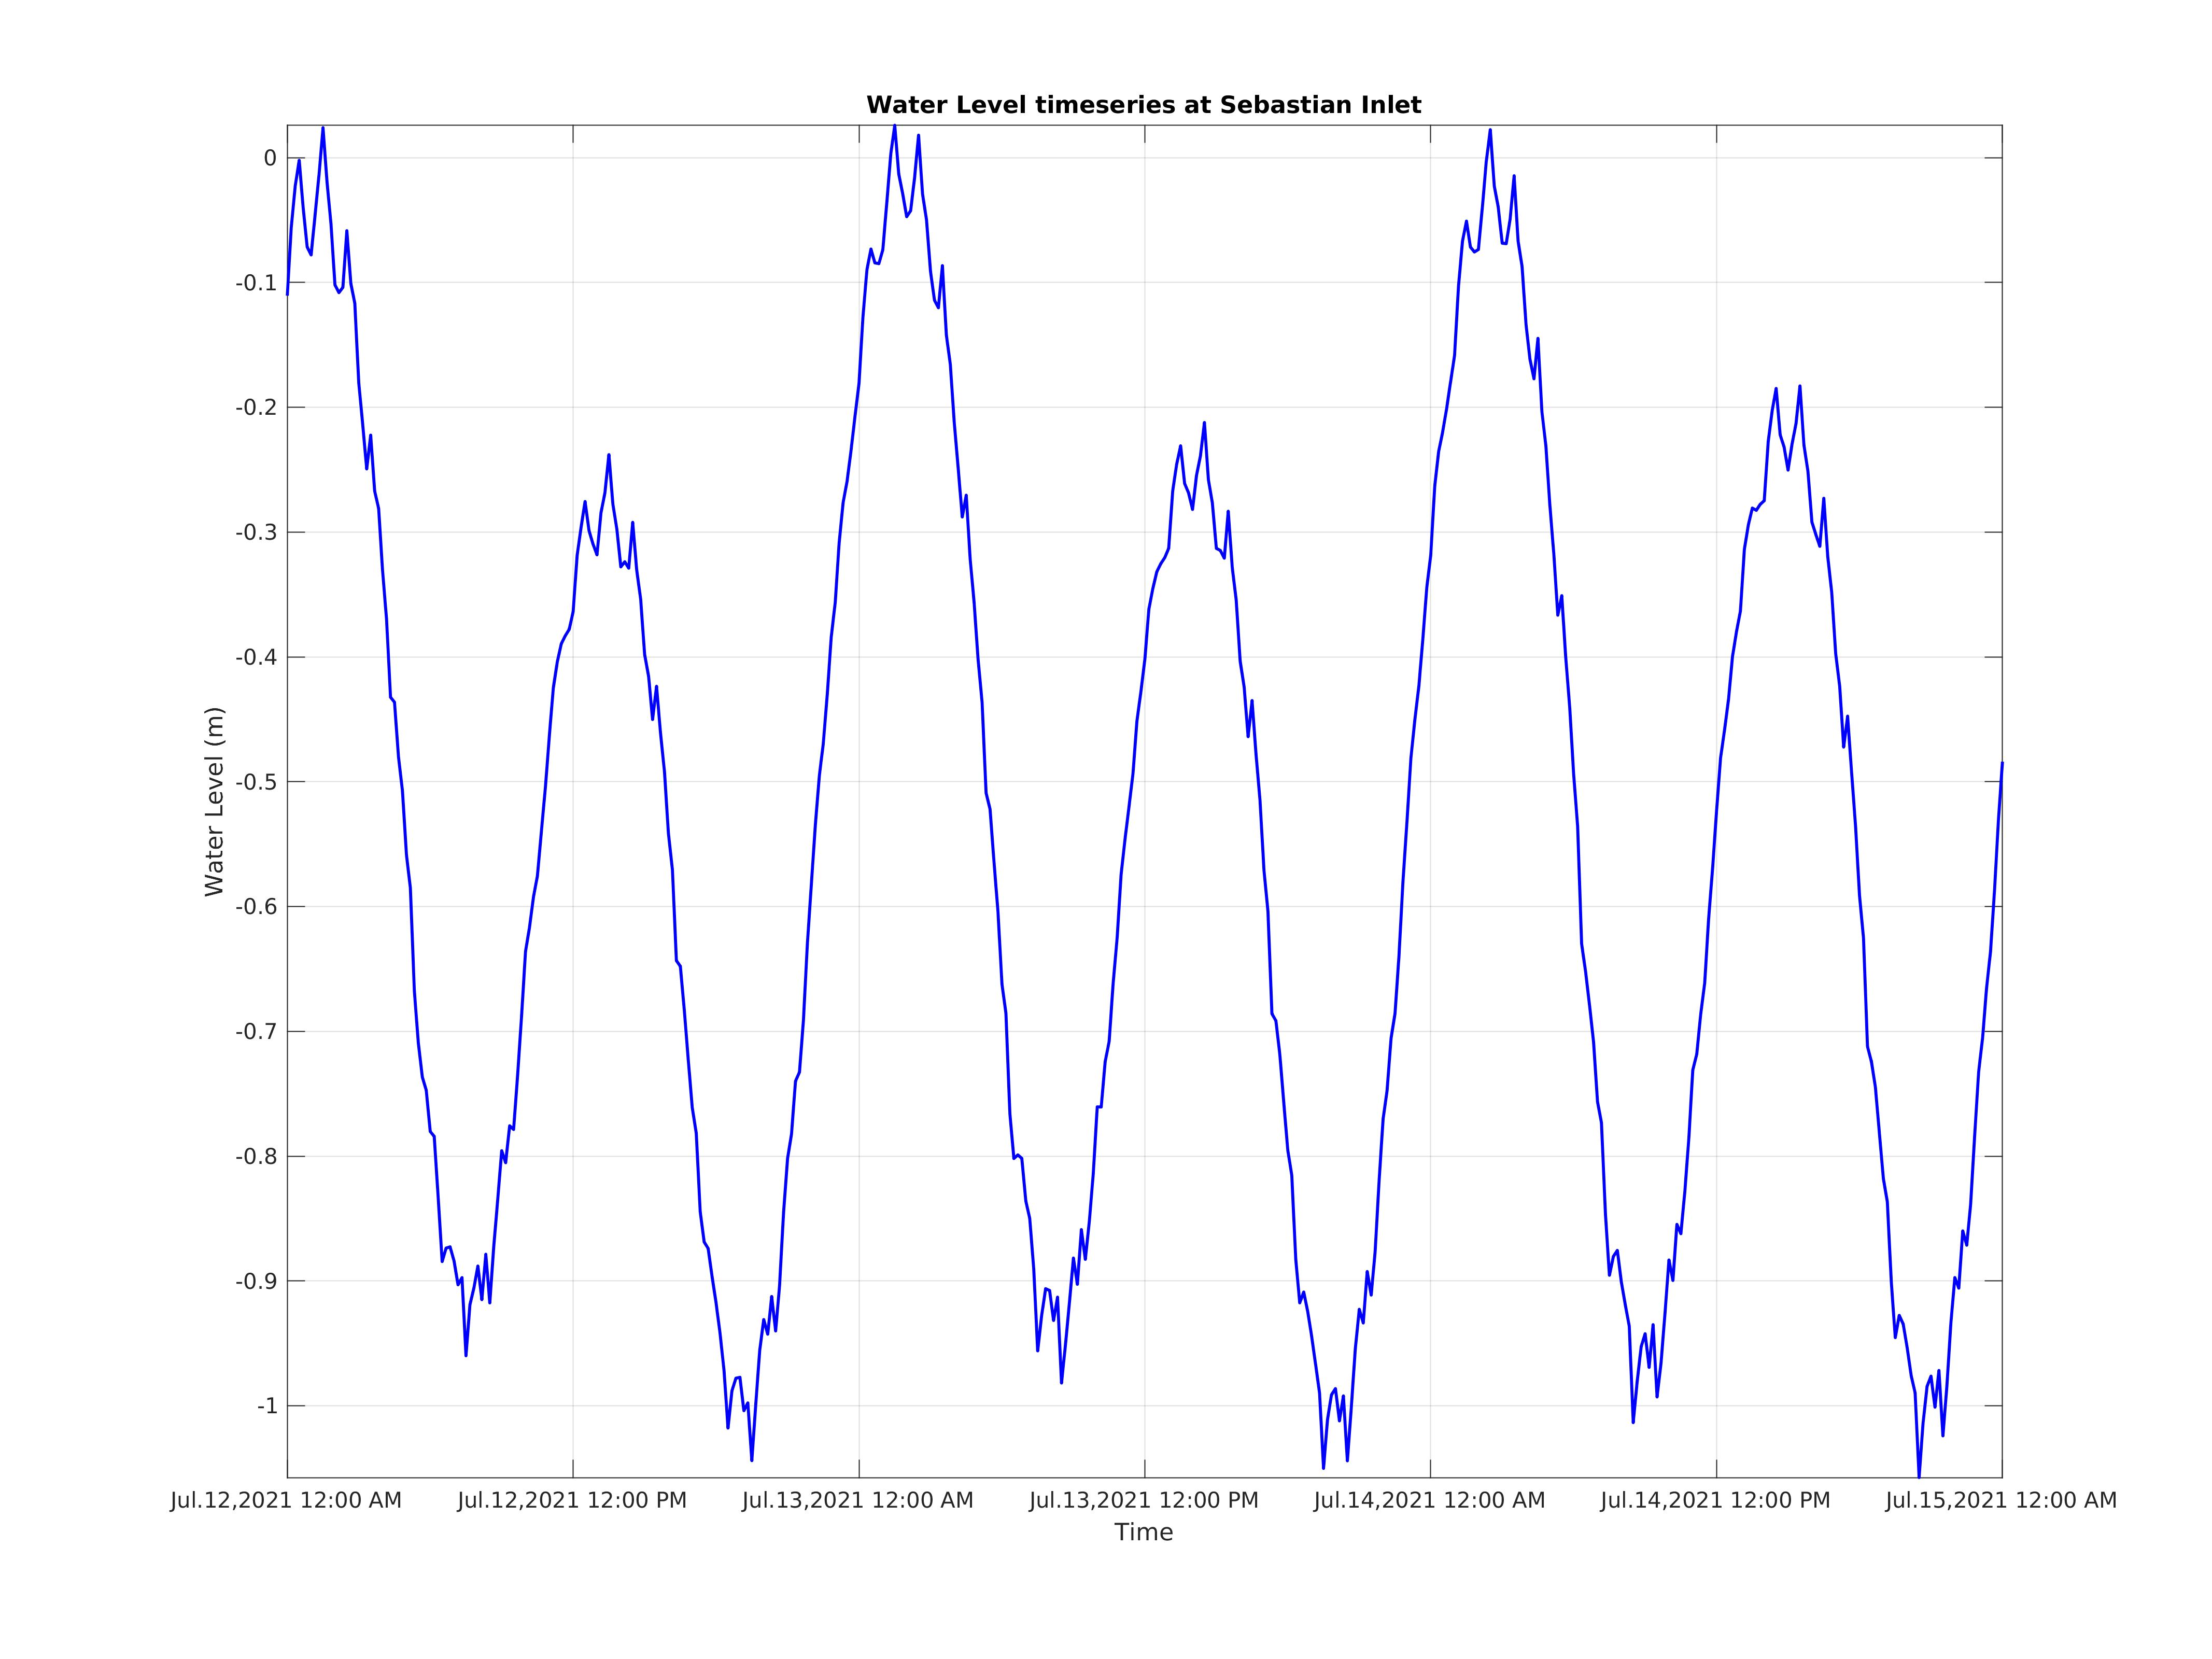 Water Level timeseries at Sebastian Inlet
0
-0.1
-0.2
-0.3
-0.4
-0.5
-0.6
-0.7
-0.8
-0.9
-1
Water Level (m)
Jul.12,2021 12:00 AM
Jul.12,2021 12:00 PM
Jul.13,2021 12:00 AM
Jul.13,2021 12:00 PM
Jul.14,2021 12:00 AM
Jul.14,2021 12:00 PM
Jul.15,2021 12:00 AM
Time